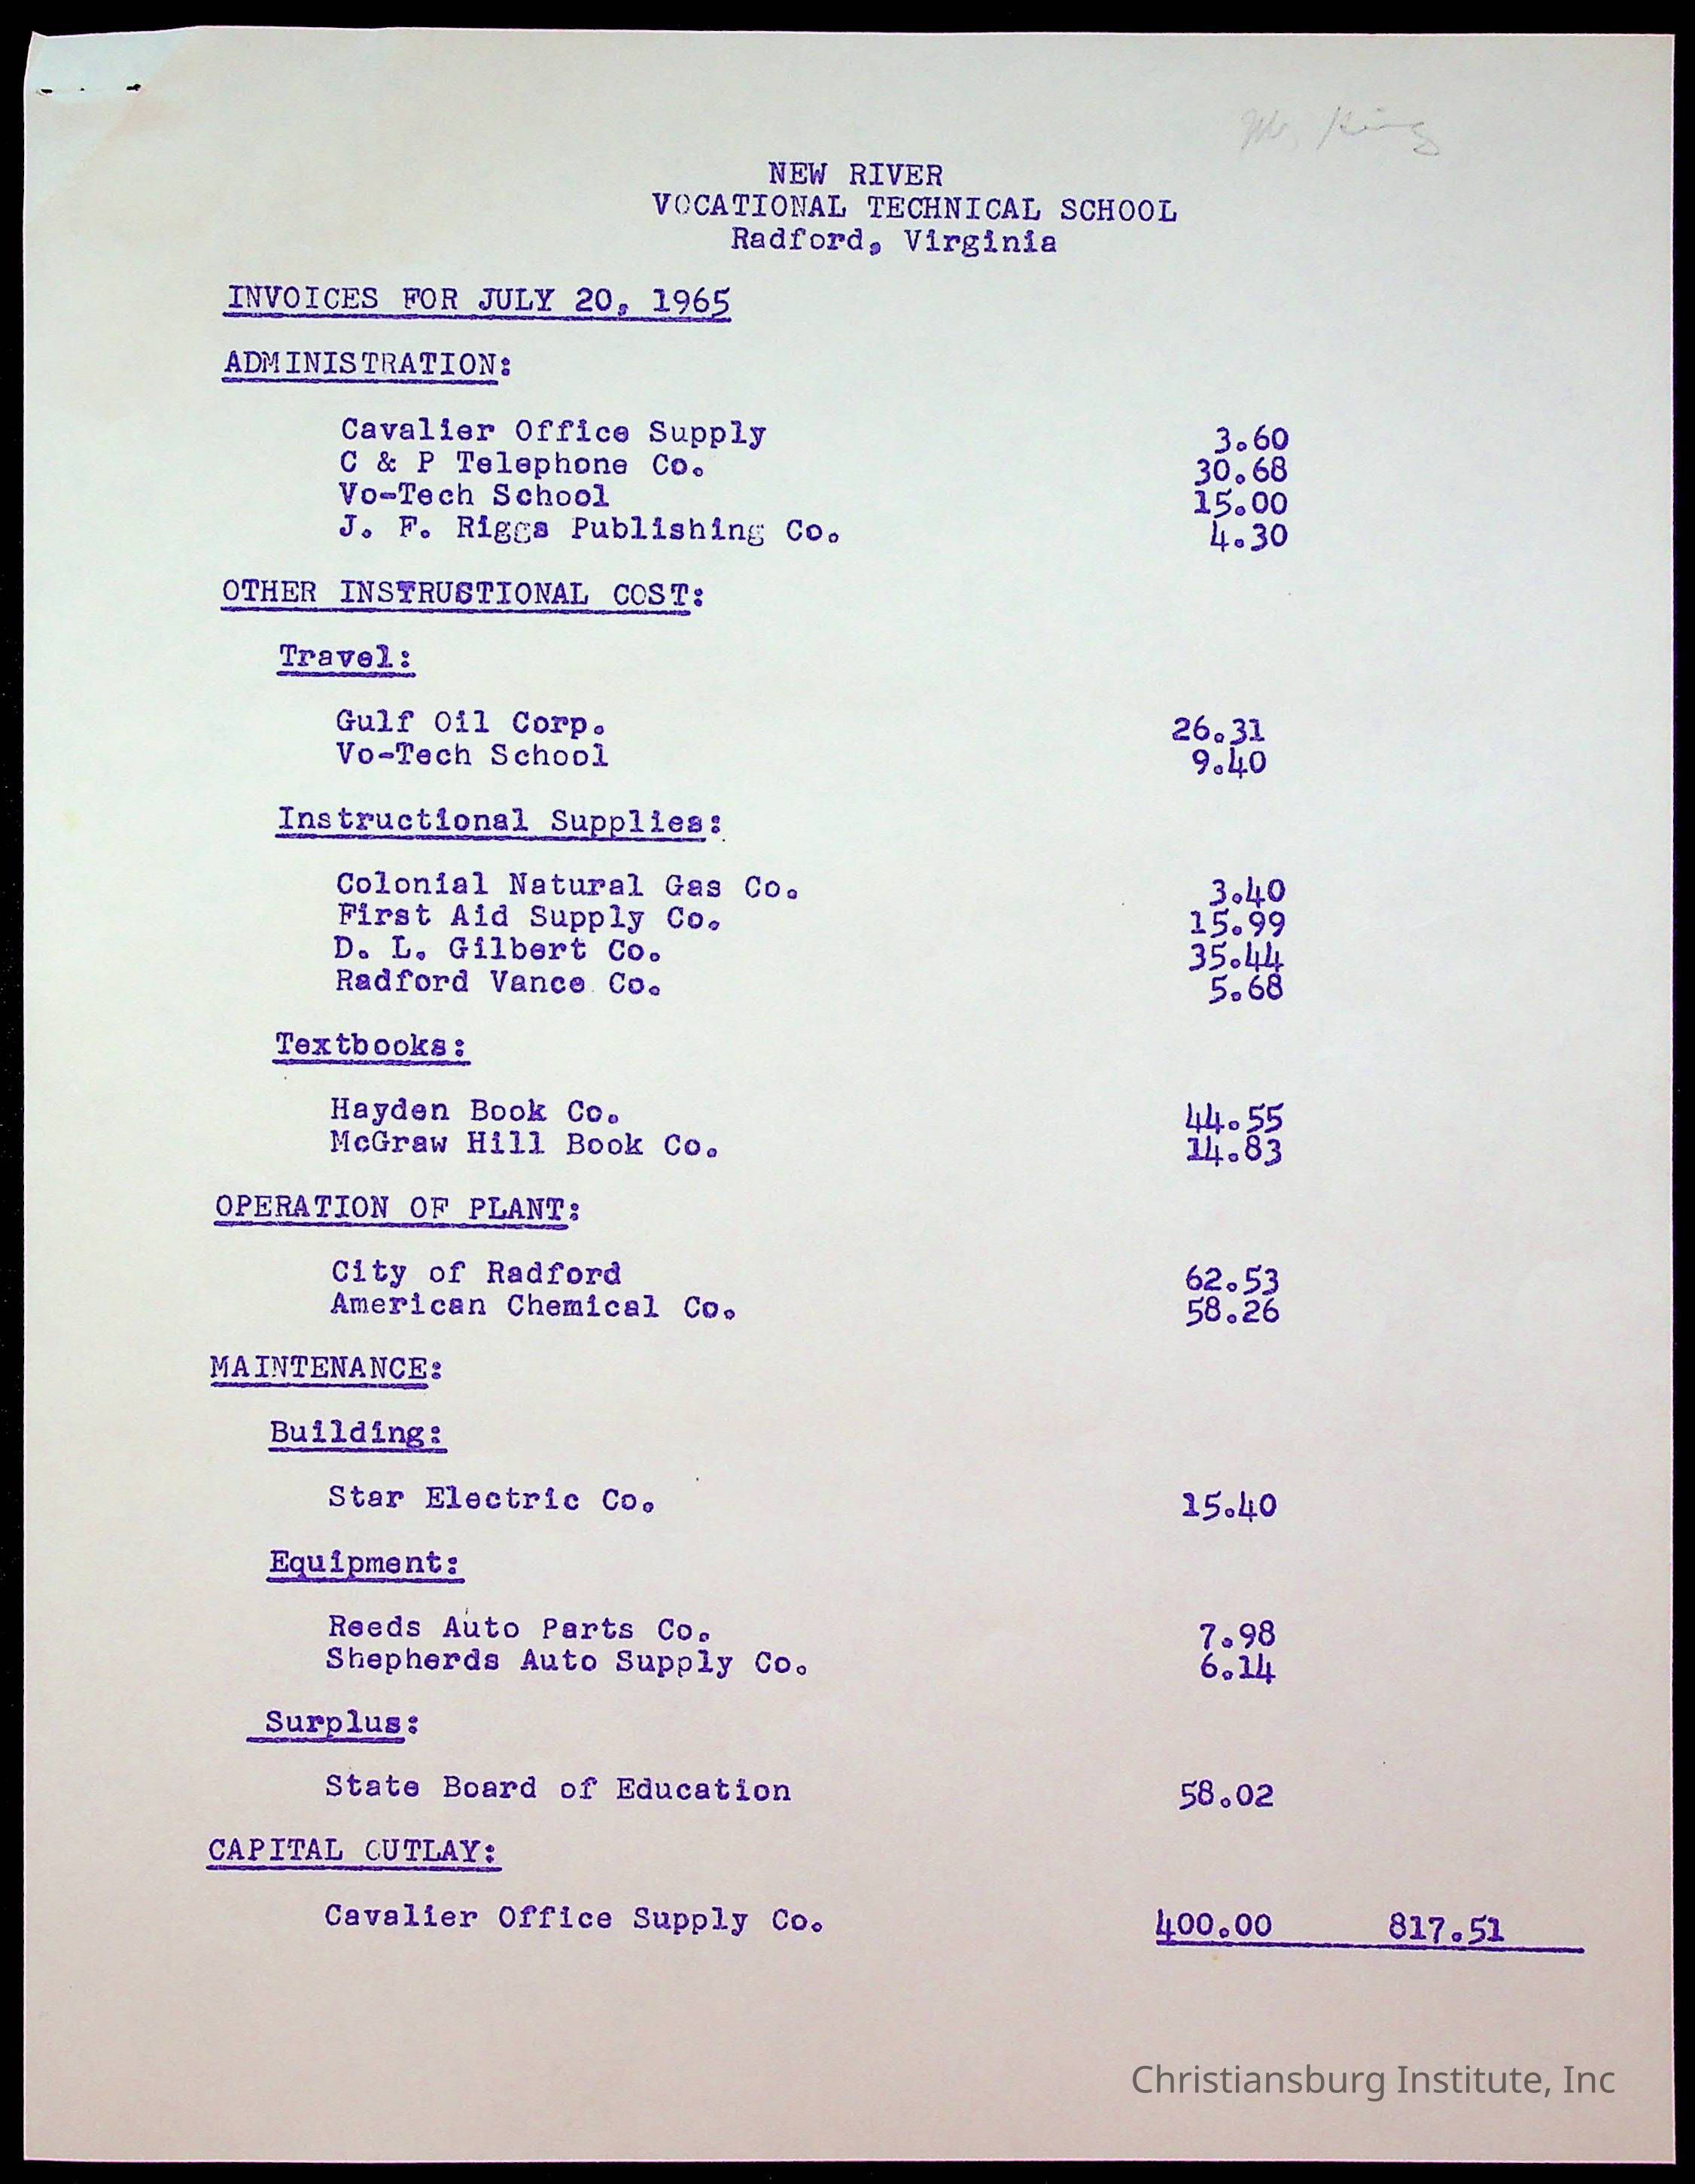 Mr. King
NEW RIVER
VOCATIONAL TECHNICAL SCHOOL
Radford, Virginia
INVOICES FOR JULY 20, 1965
ADMINISTRATION:
Cavalier Office Supply 3.60
C & P Telephone Co. 30.68
Vo-Tech School 15.00
J. F. Riggs Publishing Co. 4.30
OTHER INSTRUSTIONAL COST:
Travel:
Gulf Oil Corp. 26.31
Vo-Tech School 9.40
Instructional Supplies:
Colonial Natural Gas Co. 3.40
First Aid Supply Co. 15.99
D. L. Gilbert Co. 35.44
Radford Vance Co. 5.68
Textbooks:
Hayden Book Co. 44.55
McGraw Hill Book Co. 14.83
OPERATION OF PLANT:
City of Radford 62.53
American Chemical Co. 58.26
MAINTENANCE:
Building:
Star Electric Co. 15.40
Equipment:
Reeds Auto Parts Co. 7.98
Shepherds Auto Supply Co. 6.14
Surplus:
State Board of Education 58.02
CAPITAL OUTLAY:
Cavalier Office Supply Co. 400.00 817.51
Christiansburg Institute, Inc